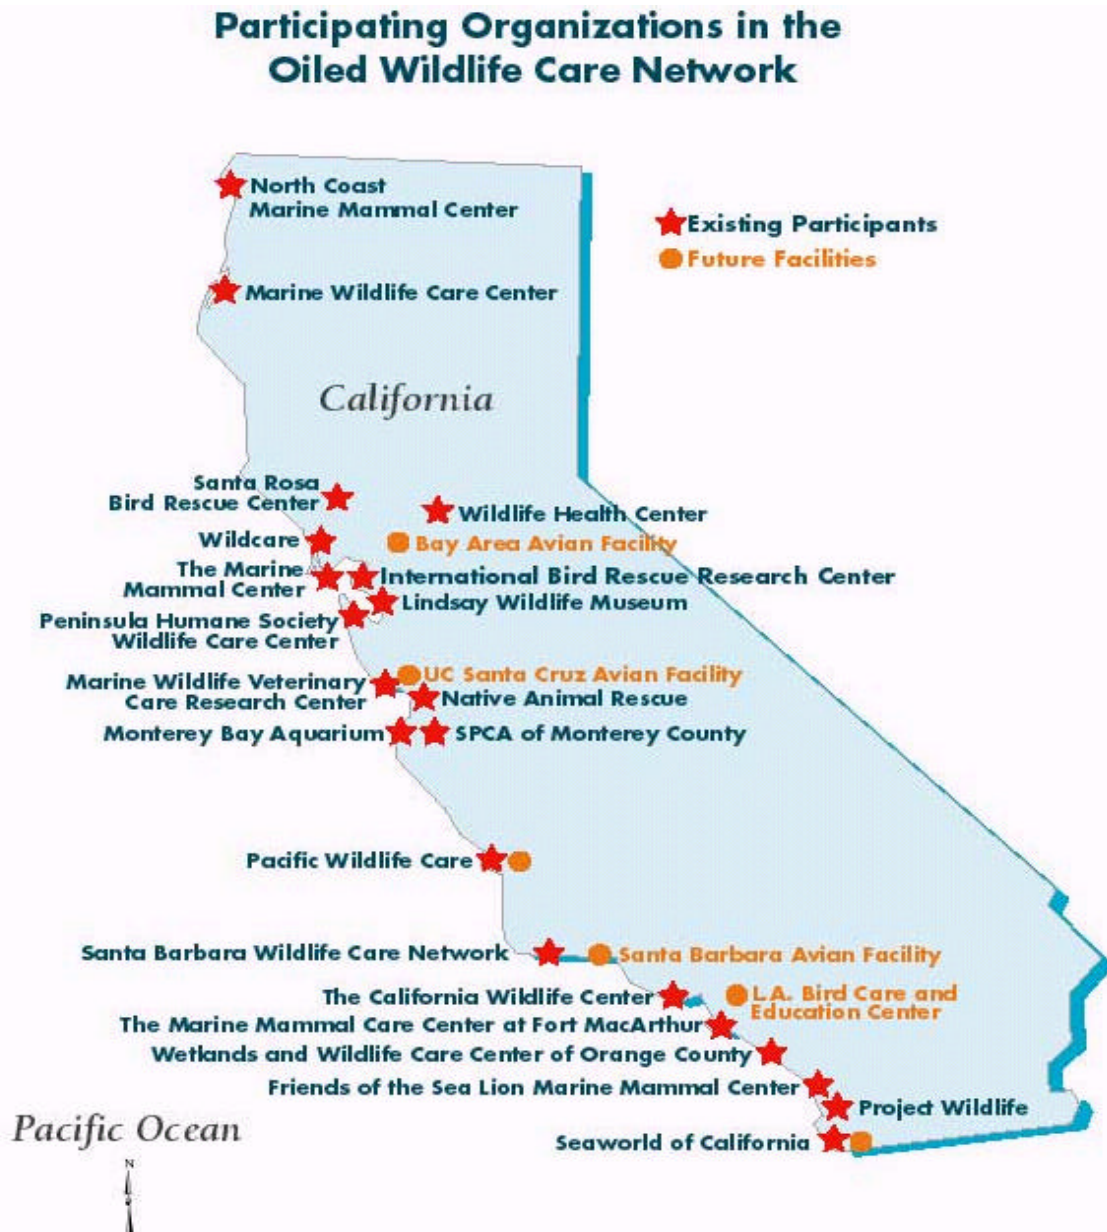 Participating Organizations in the
Oiled Wildlife Care Network
North Coast
Marine Mammal Center
Existing Participants
Future Facilities
Marine Wildlife Care Center
California
Santa Rosa
Bird Rescue Center
Wildlife Health Center
Wildcare
Bay Area Avian Facility
The Marine
Mammal Center
International Bird Rescue Research Center
Lindsay Wildlife Museum
Peninsula Humane Society
Wildlife Care Center
UC Santa Cruz Avian Facility
Marine Wildlife Veterinary
Care Research Center
Native Animal Rescue
Monterey Bay Aquarium
SPCA of Monterey County
Pacific Wildlife Care
Santa Barbara Wildlife Care Network
Santa Barbara Avian Facility
The California Wildlife Center
L.A. Bird Care and
Education Center
The Marine Mammal Care Center at Fort MacArthur
Wetlands and Wildlife Care Center of Orange County
Friends of the Sea Lion Marine Mammal Center
Project Wildlife
Pacific Ocean
Seaworld of California
N